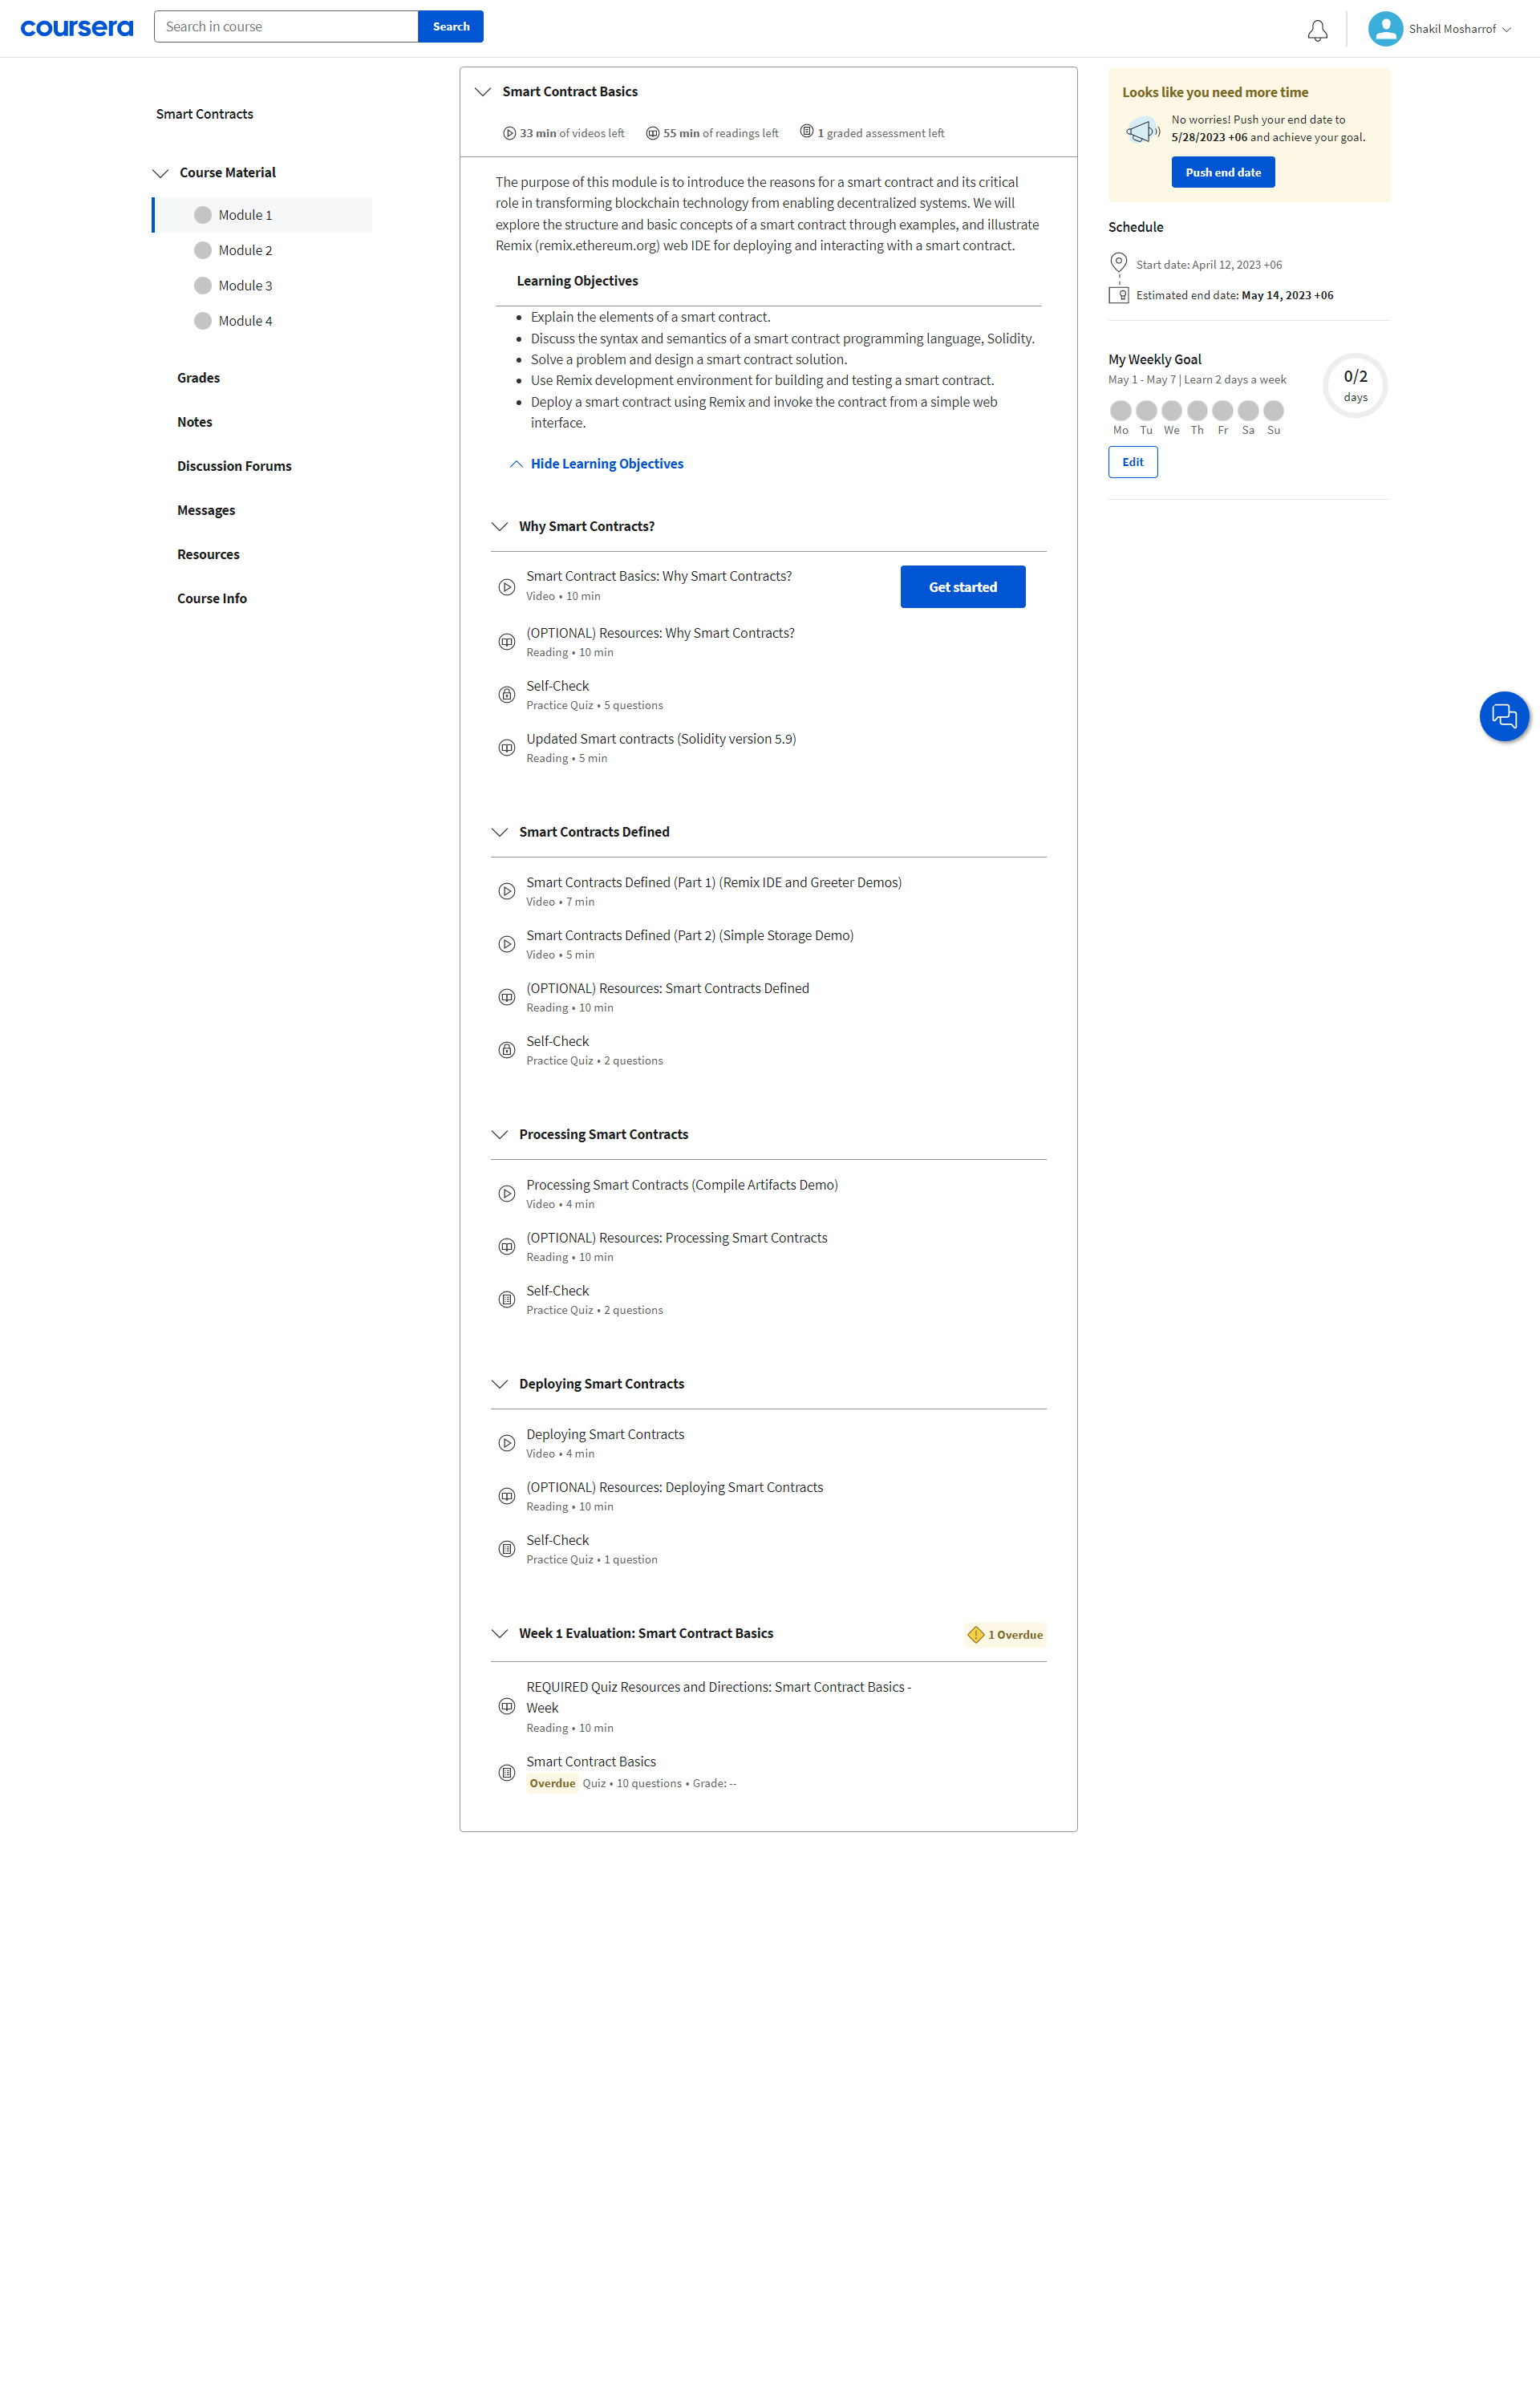 coursera
Search in course
Search
Shakil Mosharrof
Smart Contracts
Course Material
Module 1
Module 2
Module 3
Module 4
Grades
Notes
Discussion Forums
Messages
Resources
Course Info
Smart Contract Basics
33 min of videos left
55 min of readings left
1 graded assessment left
The purpose of this module is to introduce the reasons for a smart contract and its critical
role in transforming blockchain technology from enabling decentralized systems. We will
explore the structure and basic concepts of a smart contract through examples, and illustrate
Remix (remix.ethereum.org) web IDE for deploying and interacting with a smart contract.
Learning Objectives
• Explain the elements of a smart contract.
• Discuss the syntax and semantics of a smart contract programming language, Solidity.
• Solve a problem and design a smart contract solution.
• Use Remix development environment for building and testing a smart contract.
• Deploy a smart contract using Remix and invoke the contract from a simple web
interface.
Hide Learning Objectives
Why Smart Contracts?
Smart Contract Basics: Why Smart Contracts?
Video • 10 min
Get started
(OPTIONAL) Resources: Why Smart Contracts?
Reading • 10 min
Self-Check
Practice Quiz • 5 questions
Updated Smart contracts (Solidity version 5.9)
Reading • 5 min
Smart Contracts Defined
Smart Contracts Defined (Part 1) (Remix IDE and Greeter Demos)
Video • 7 min
Smart Contracts Defined (Part 2) (Simple Storage Demo)
Video • 5 min
(OPTIONAL) Resources: Smart Contracts Defined
Reading • 10 min
Self-Check
Practice Quiz • 2 questions
Processing Smart Contracts
Processing Smart Contracts (Compile Artifacts Demo)
Video • 4 min
(OPTIONAL) Resources: Processing Smart Contracts
Reading • 10 min
Self-Check
Practice Quiz • 2 questions
Deploying Smart Contracts
Deploying Smart Contracts
Video • 4 min
(OPTIONAL) Resources: Deploying Smart Contracts
Reading • 10 min
Self-Check
Practice Quiz • 1 question
Week 1 Evaluation: Smart Contract Basics
1 Overdue
REQUIRED Quiz Resources and Directions: Smart Contract Basics -
Week
Reading • 10 min
Smart Contract Basics
Overdue Quiz • 10 questions • Grade: --
Looks like you need more time
No worries! Push your end date to
5/28/2023 +06 and achieve your goal.
Push end date
Schedule
Start date: April 12, 2023 +06
Estimated end date: May 14, 2023 +06
My Weekly Goal
May 1 - May 7 | Learn 2 days a week
0/2
days
Mo Tu We Th Fr Sa Su
Edit